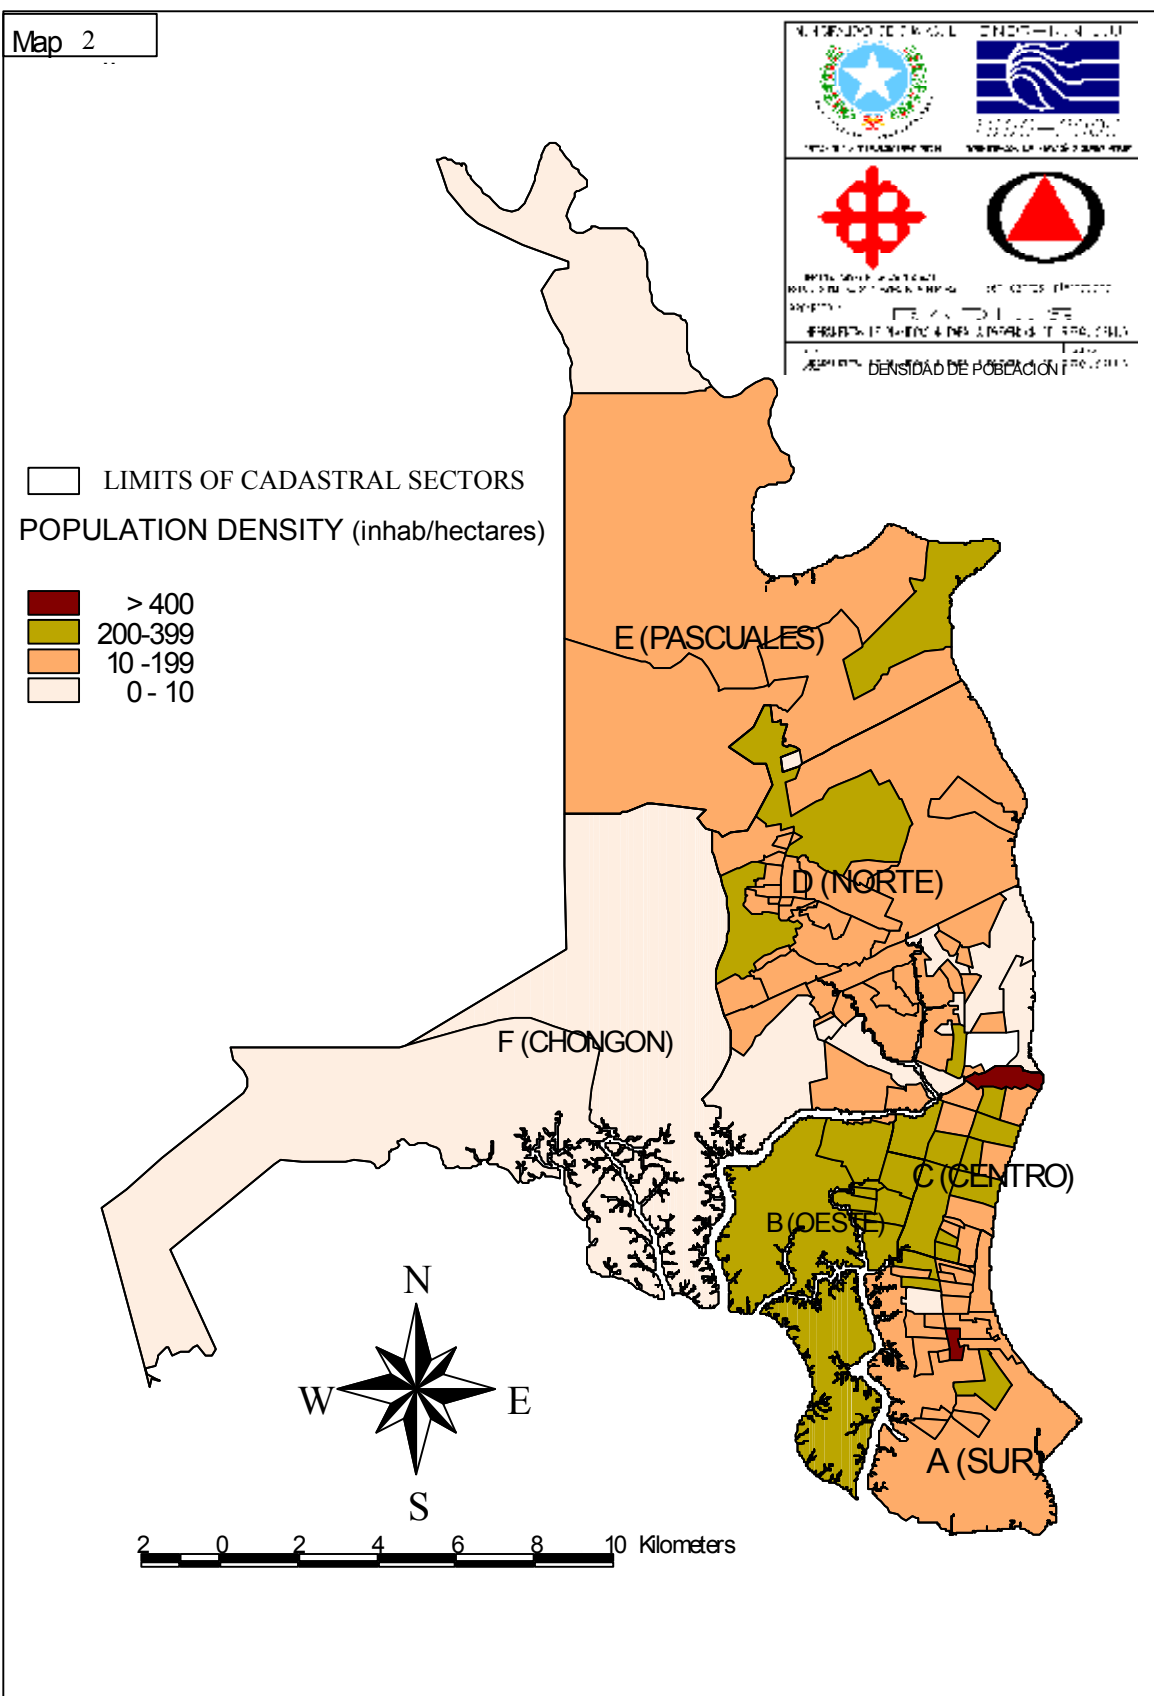 Map 2
DENSIDAD DE POBLACION
LIMITS OF CADASTRAL SECTORS
POPULATION DENSITY (inhab/hectares)
> 400
200-399
10 -199
0 - 10
E (PASCUALES)
D (NORTE)
F (CHONGON)
C (CENTRO)
B (OESTE)
A (SUR)
N
W E
S
2 0 2 4 6 8 10 Kilometers